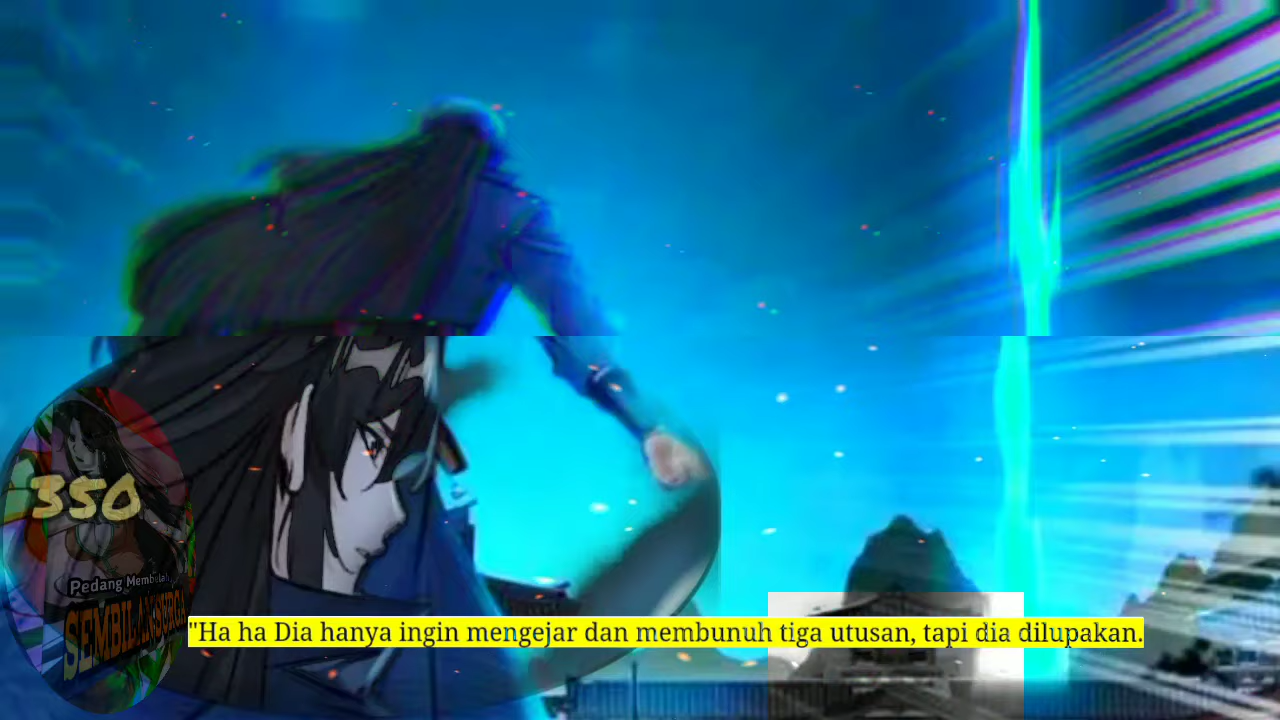 350
Pedang Membelah
SEMBILAN SURGA
"Ha ha Dia hanya ingin mengejar dan membunuh tiga utusan, tapi dia dilupakan.